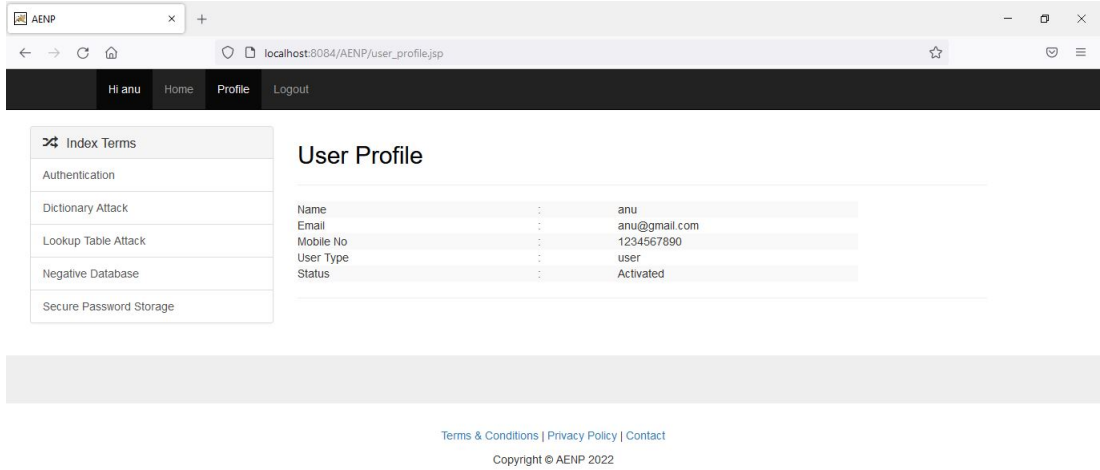 AENP
localhost:8084/AENP/user_profile.jsp
Hi anu Home Profile Logout
Index Terms
Authentication
Dictionary Attack
Lookup Table Attack
Negative Database
Secure Password Storage
User Profile
Name : anu
Email : anu@gmail.com
Mobile No : 1234567890
User Type : user
Status : Activated
Terms & Conditions | Privacy Policy | Contact
Copyright © AENP 2022